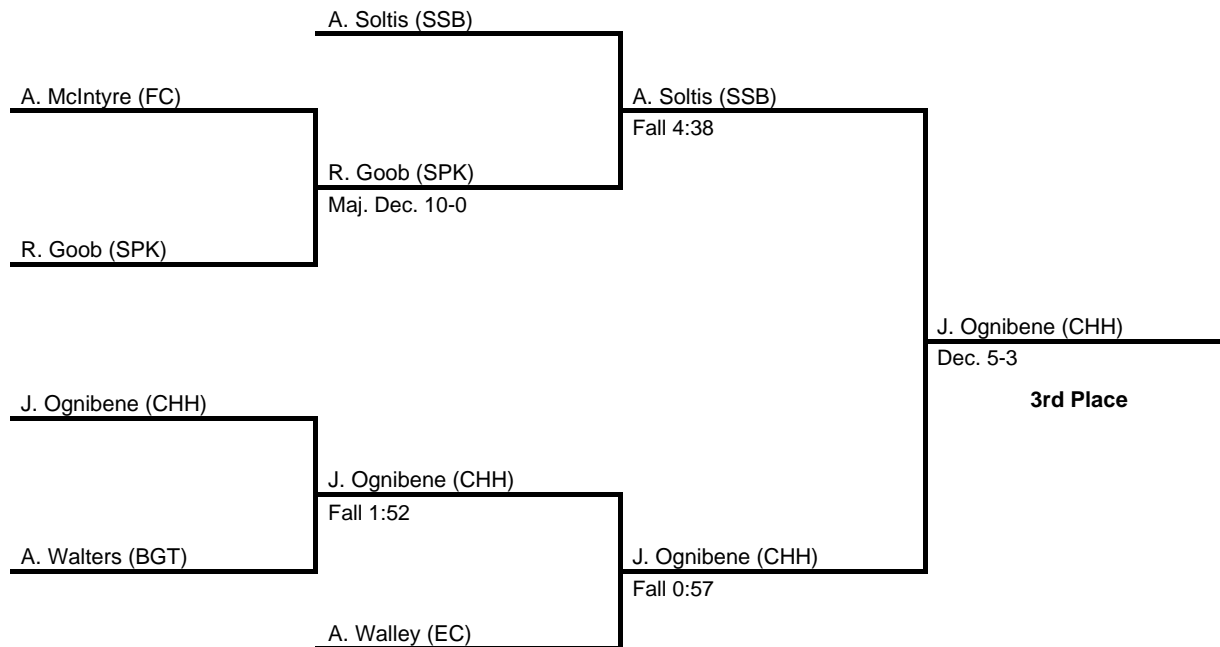 A. Soltis (SSB)
A. McIntyre (FC)
A. Soltis (SSB)
Fall 4:38
R. Goob (SPK)
Maj. Dec. 10-0
R. Goob (SPK)
J. Ognibene (CHH)
Dec. 5-3
3rd Place
J. Ognibene (CHH)
J. Ognibene (CHH)
Fall 1:52
A. Walters (BGT)
J. Ognibene (CHH)
Fall 0:57
A. Walley (EC)